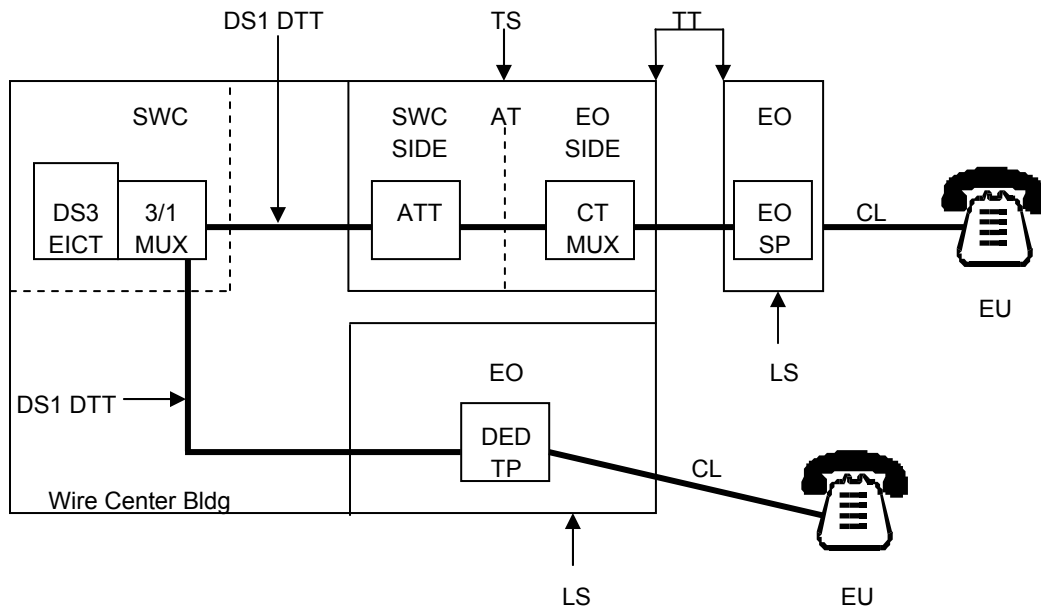 DS1 DTT
TS
TT
SWC
SWC
SIDE
AT
EO
SIDE
EO
DS3
EICT
3/1
MUX
ATT
CT
MUX
EO
SP
CL
EU
LS
EO
DS1 DTT
DED
TP
CL
Wire Center Bldg
LS
EU